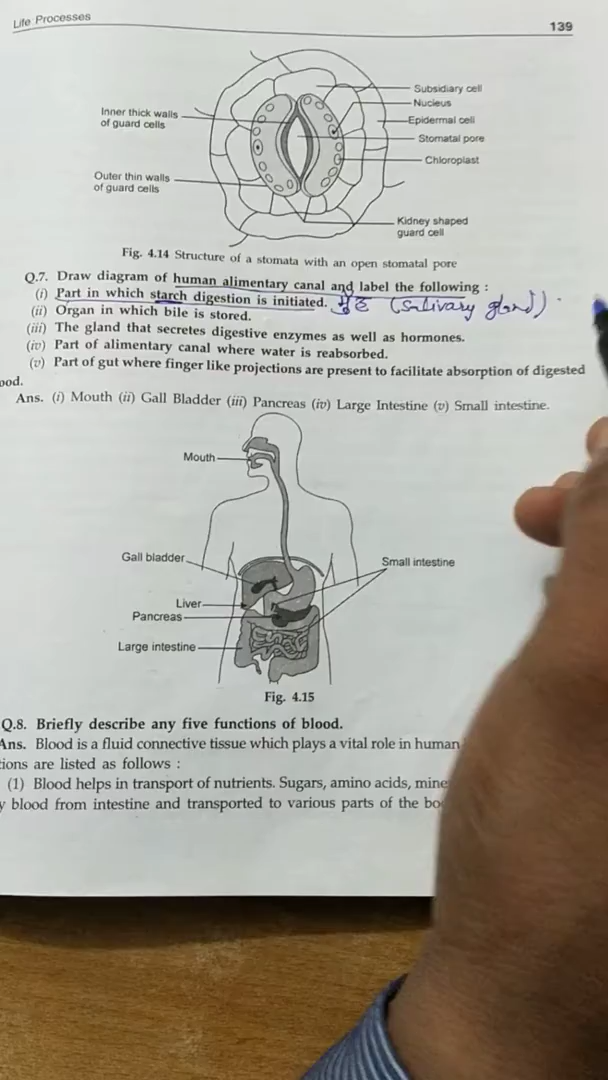 Life Processes
139
Subsidiary cell
Nucleus
Inner thick walls
of guard cells
Epidermal cell
Stomatal pore
Chloroplast
Outer thin walls
of guard cells
Kidney shaped
guard cell
Fig. 4.14 Structure of a stomata with an open stomatal pore
Q.7. Draw diagram of human alimentary canal and label the following :
(i) Part in which starch digestion is initiated. मुँह (Salivary gland)
(ii) Organ in which bile is stored.
(iii) The gland that secretes digestive enzymes as well as hormones.
(iv) Part of alimentary canal where water is reabsorbed.
(v) Part of gut where finger like projections are present to facilitate absorption of digested
ood.
Ans. (i) Mouth (ii) Gall Bladder (iii) Pancreas (iv) Large Intestine (v) Small intestine.
Mouth
Gall bladder
Small intestine
Liver
Pancreas
Large intestine
Fig. 4.15
Q.8. Briefly describe any five functions of blood.
Ans. Blood is a fluid connective tissue which plays a vital role in human
tions are listed as follows :
(1) Blood helps in transport of nutrients. Sugars, amino acids, mine
y blood from intestine and transported to various parts of the bo